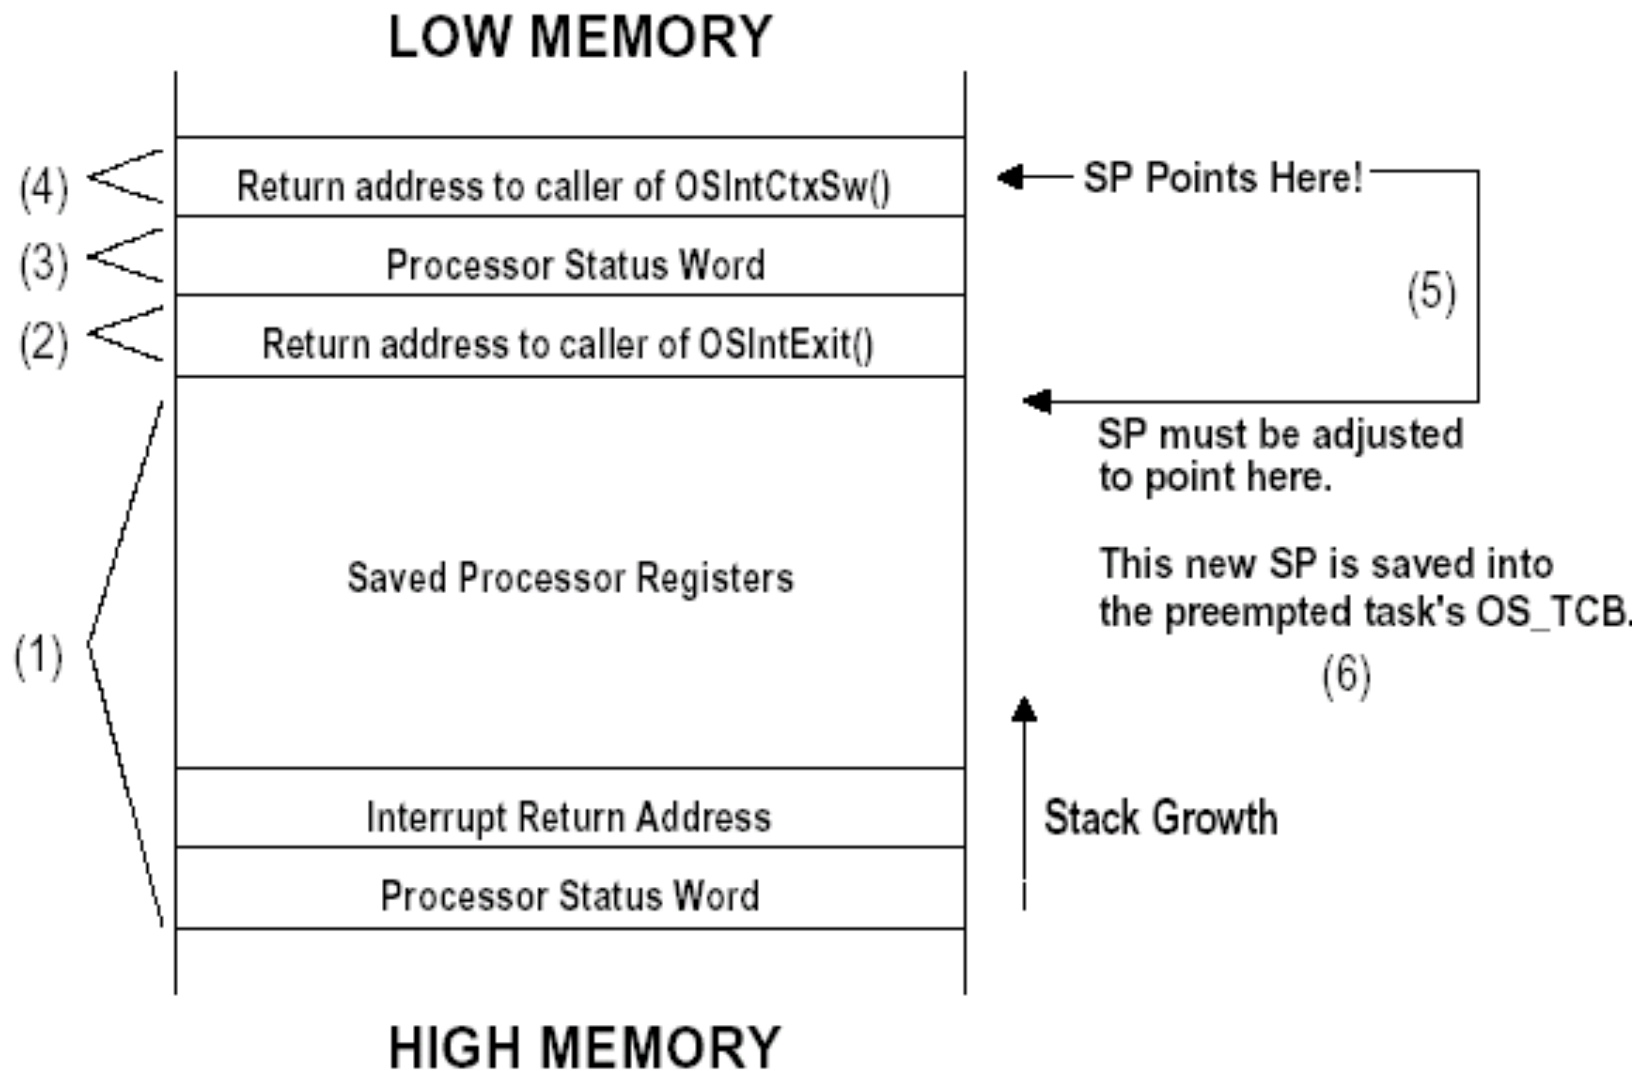 LOW MEMORY
(4)
Return address to caller of OSIntCtxSw()
SP Points Here!
(3)
Processor Status Word
(5)
(2)
Return address to caller of OSIntExit()
SP must be adjusted
to point here.
Saved Processor Registers
This new SP is saved into
the preempted task's OS_TCB.
(1)
(6)
Interrupt Return Address
Stack Growth
Processor Status Word
HIGH MEMORY